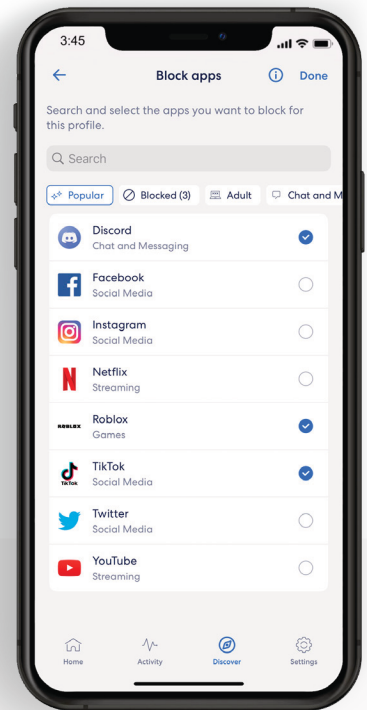 3:45
Block apps
Done
Search and select the apps you want to block for
this profile.
Search
Popular
Blocked (3)
Adult
Chat and M
Discord
Chat and Messaging
Facebook
Social Media
Instagram
Social Media
Netflix
Streaming
ROBLOX
Roblox
Games
TikTok
TikTok
Social Media
Twitter
Social Media
YouTube
Streaming
Home
Activity
Discover
Settings